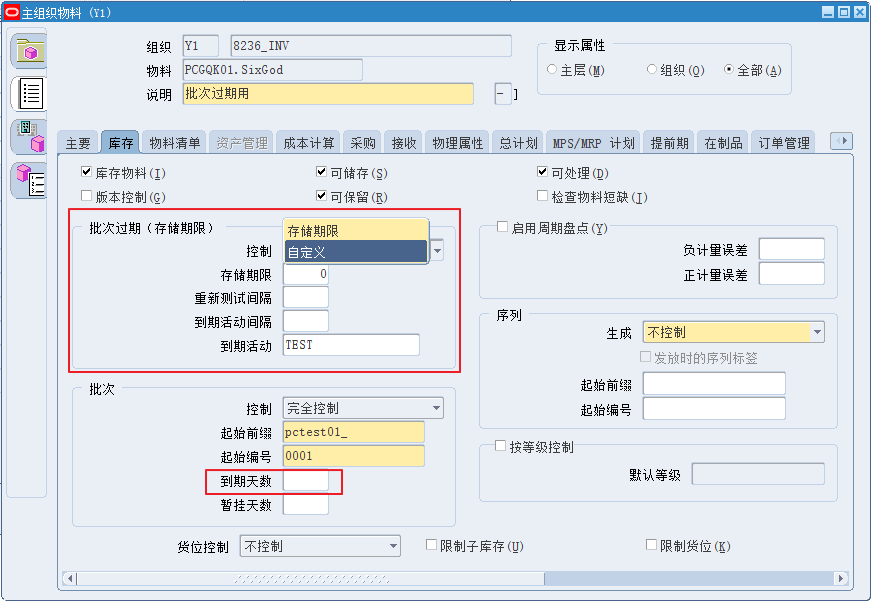 主组织物料 (Y1)
组织 Y1 8236_INV
物料 PCGQK01.SixGod
说明 批次过期用 - ]
显示属性
主层(M) 组织(O) 全部(A)
主要 库存 物料清单 资产管理 成本计算 采购 接收 物理属性 总计划 MPS/MRP 计划 提前期 在制品 订单管理
库存物料(I) 可储存(S) 可处理(D)
版本控制(G) 可保留(R) 检查物料短缺(I)
批次过期(存储期限)
控制
存储期限
自定义
存储期限 0
重新测试间隔
到期活动间隔
到期活动 TEST
启用周期盘点(Y)
负计量误差
正计量误差
序列
生成 不控制
发放时的序列标签
起始前缀
起始编号
批次
控制 完全控制
起始前缀 pctest01_
起始编号 0001
到期天数
暂挂天数
按等级控制
默认等级
货位控制 不控制 限制子库存(U) 限制货位(K)